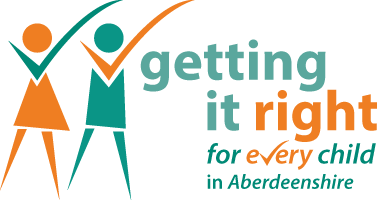 getting
it right
for every child
in Aberdeenshire